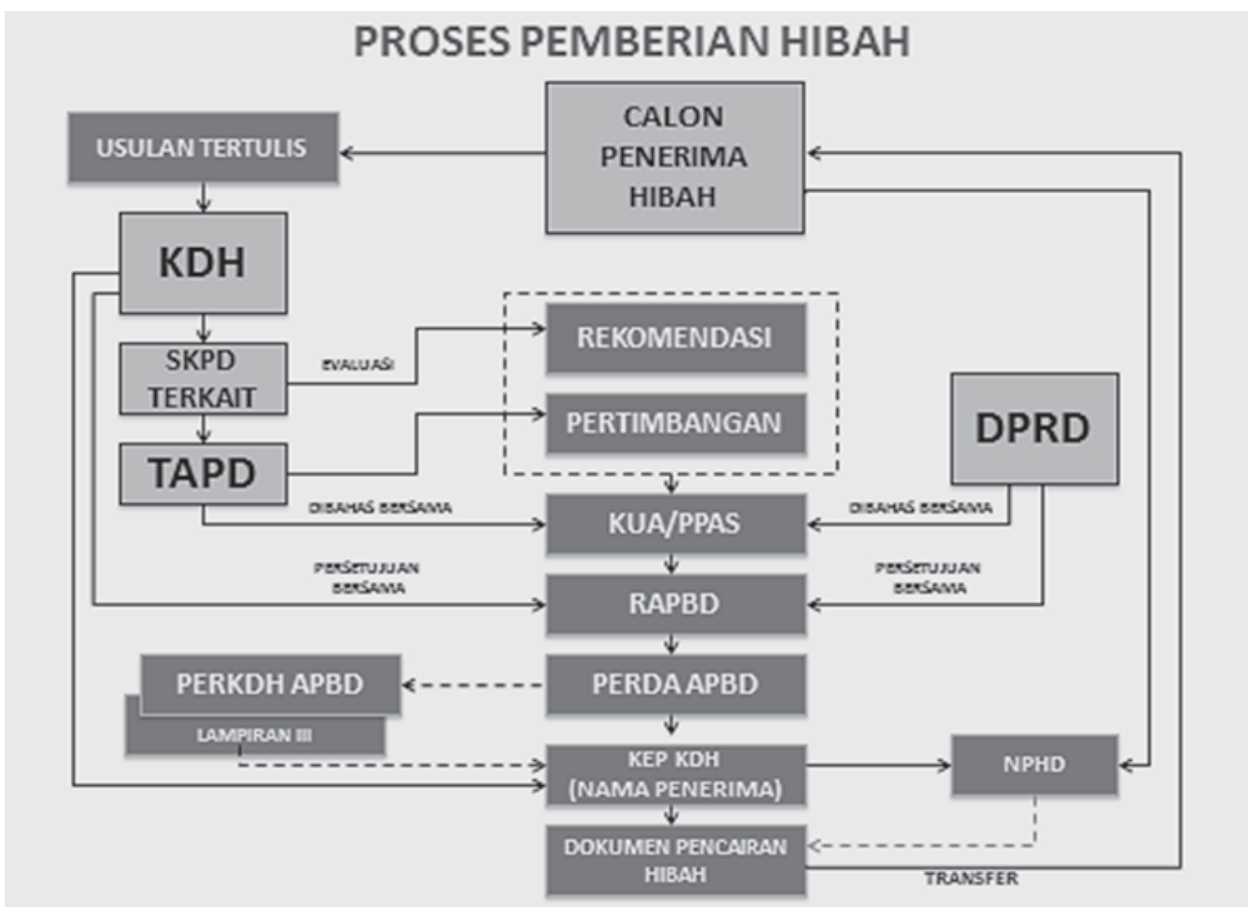 PROSES PEMBERIAN HIBAH
CALON
PENERIMA
HIBAH
USULAN TERTULIS
KDH
SKPD
TERKAIT
EVALUASI
REKOMENDASI
PERTIMBANGAN
DPRD
TAPD
DIBAHAS BERSAMA
KUA/PPAS
DIBAHAS BERSAMA
PERSETUJUAN
BERSAMA
RAPBD
PERSETUJUAN
BERSAMA
PERKDH APBD
PERDA APBD
LAMPIRAN III
KEP KDH
(NAMA PENERIMA)
NPHD
DOKUMEN PENCAIRAN
HIBAH
TRANSFER